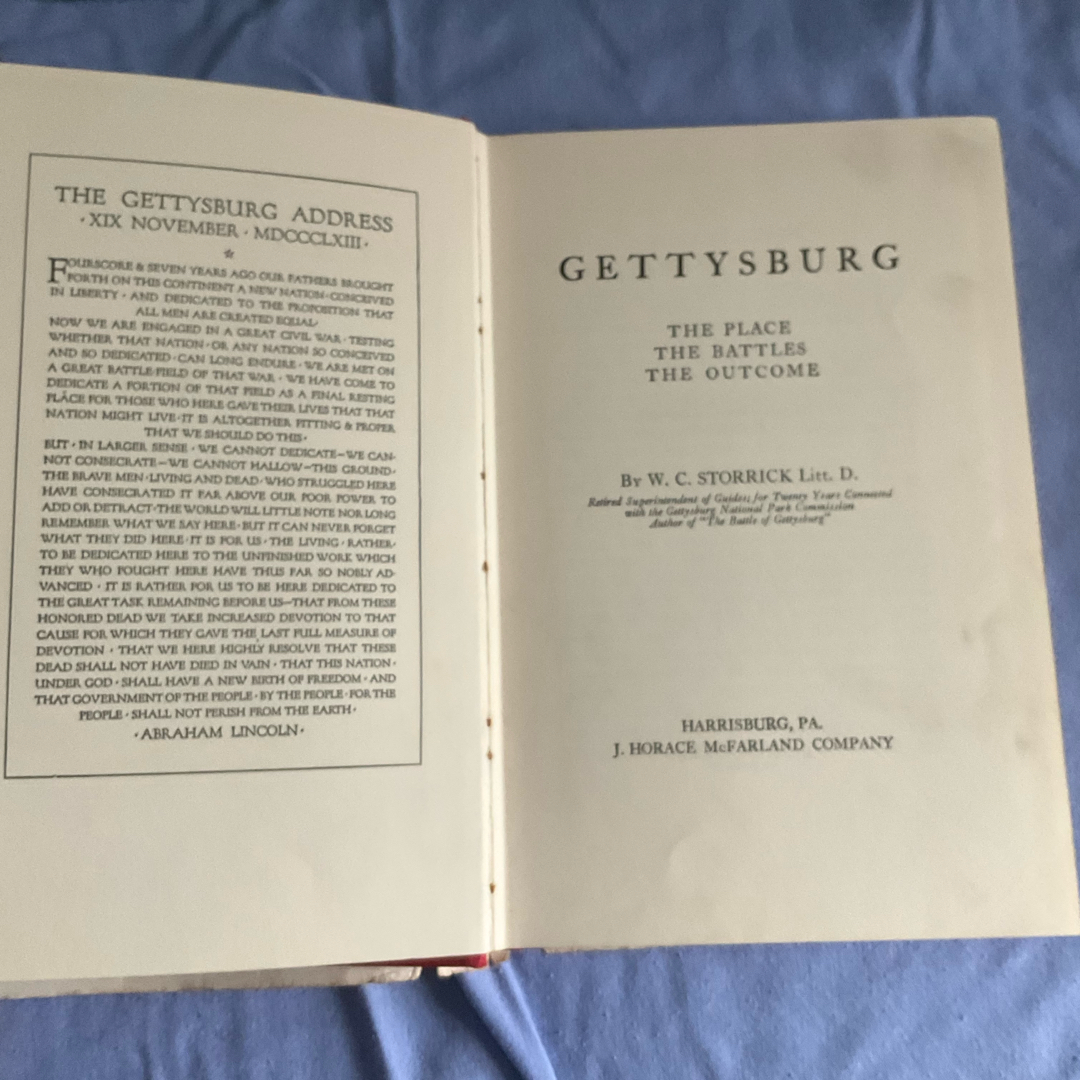 THE GETTYSBURG ADDRESS
·XIX NOVEMBER · MDCCCLXIII·
FOURSCORE & SEVEN YEARS AGO OUR FATHERS BROUGHT
FORTH ON THIS CONTINENT A NEW NATION · CONCEIVED
IN LIBERTY · AND DEDICATED TO THE PROPOSITION THAT
ALL MEN ARE CREATED EQUAL·
NOW WE ARE ENGAGED IN A GREAT CIVIL WAR · TESTING
WHETHER THAT NATION · OR ANY NATION SO CONCEIVED
AND SO DEDICATED · CAN LONG ENDURE · WE ARE MET ON
A GREAT BATTLE-FIELD OF THAT WAR · WE HAVE COME TO
DEDICATE A PORTION OF THAT FIELD AS A FINAL RESTING
PLACE FOR THOSE WHO HERE GAVE THEIR LIVES THAT THAT
NATION MIGHT LIVE · IT IS ALTOGETHER FITTING & PROPER
THAT WE SHOULD DO THIS·
BUT · IN LARGER SENSE · WE CANNOT DEDICATE—WE CAN-
NOT CONSECRATE—WE CANNOT HALLOW—THIS GROUND·
THE BRAVE MEN · LIVING AND DEAD · WHO STRUGGLED HERE
HAVE CONSECRATED IT FAR ABOVE OUR POOR POWER TO
ADD OR DETRACT · THE WORLD WILL LITTLE NOTE NOR LONG
REMEMBER WHAT WE SAY HERE · BUT IT CAN NEVER FORGET
WHAT THEY DID HERE · IT IS FOR US · THE LIVING · RATHER·
TO BE DEDICATED HERE TO THE UNFINISHED WORK WHICH
THEY WHO FOUGHT HERE HAVE THUS FAR SO NOBLY AD-
VANCED · IT IS RATHER FOR US TO BE HERE DEDICATED TO
THE GREAT TASK REMAINING BEFORE US—THAT FROM THESE
HONORED DEAD WE TAKE INCREASED DEVOTION TO THAT
CAUSE FOR WHICH THEY GAVE THE LAST FULL MEASURE OF
DEVOTION · THAT WE HERE HIGHLY RESOLVE THAT THESE
DEAD SHALL NOT HAVE DIED IN VAIN · THAT THIS NATION·
UNDER GOD · SHALL HAVE A NEW BIRTH OF FREEDOM · AND
THAT GOVERNMENT OF THE PEOPLE · BY THE PEOPLE · FOR THE
PEOPLE · SHALL NOT PERISH FROM THE EARTH·
·ABRAHAM LINCOLN·
GETTYSBURG
THE PLACE
THE BATTLES
THE OUTCOME
By W. C. STORRICK Litt. D.
Retired Superintendent of Guides; for Twenty Years Connected
with the Gettysburg National Park Commission
Author of "The Battle of Gettysburg"
HARRISBURG, PA.
J. HORACE McFARLAND COMPANY